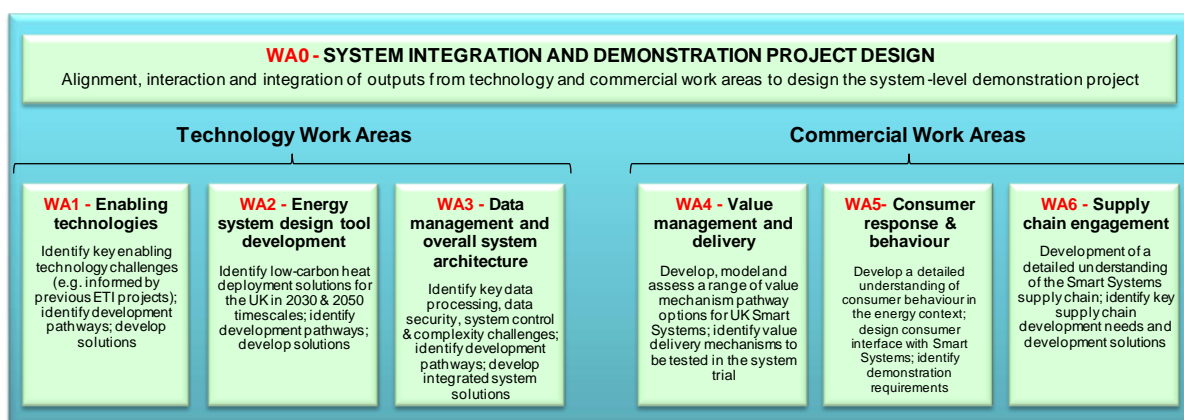 WA0 - SYSTEM INTEGRATION AND DEMONSTRATION PROJECT DESIGN
Alignment, interaction and integration of outputs from technology and commercial work areas to design the system-level demonstration project
Technology Work Areas
Commercial Work Areas
WA1 - Enabling
technologies
Identify key enabling
technology challenges
(e.g. informed by
previous ETI projects);
identify development
pathways; develop
solutions
WA2 - Energy
system design tool
development
Identify low-carbon heat
deployment solutions for
the UK in 2030 & 2050
timescales; identify
development pathways;
develop solutions
WA3 - Data
management and
overall system
architecture
Identify key data
processing, data
security, system control
& complexity challenges;
identify development
pathways; develop
integrated system
solutions
WA4 - Value
management and
delivery
Develop, model and
assess a range of value
mechanism pathway
options for UK Smart
Systems; identify value
delivery mechanisms to
be tested in the system
trial
WA5- Consumer
response &
behaviour
Develop a detailed
understanding of
consumer behaviour in
the energy context;
design consumer
interface with Smart
Systems; identify
demonstration
requirements
WA6 - Supply
chain engagement
Development of a
detailed understanding
of the Smart Systems
supply chain; identify key
supply chain
development needs and
development solutions